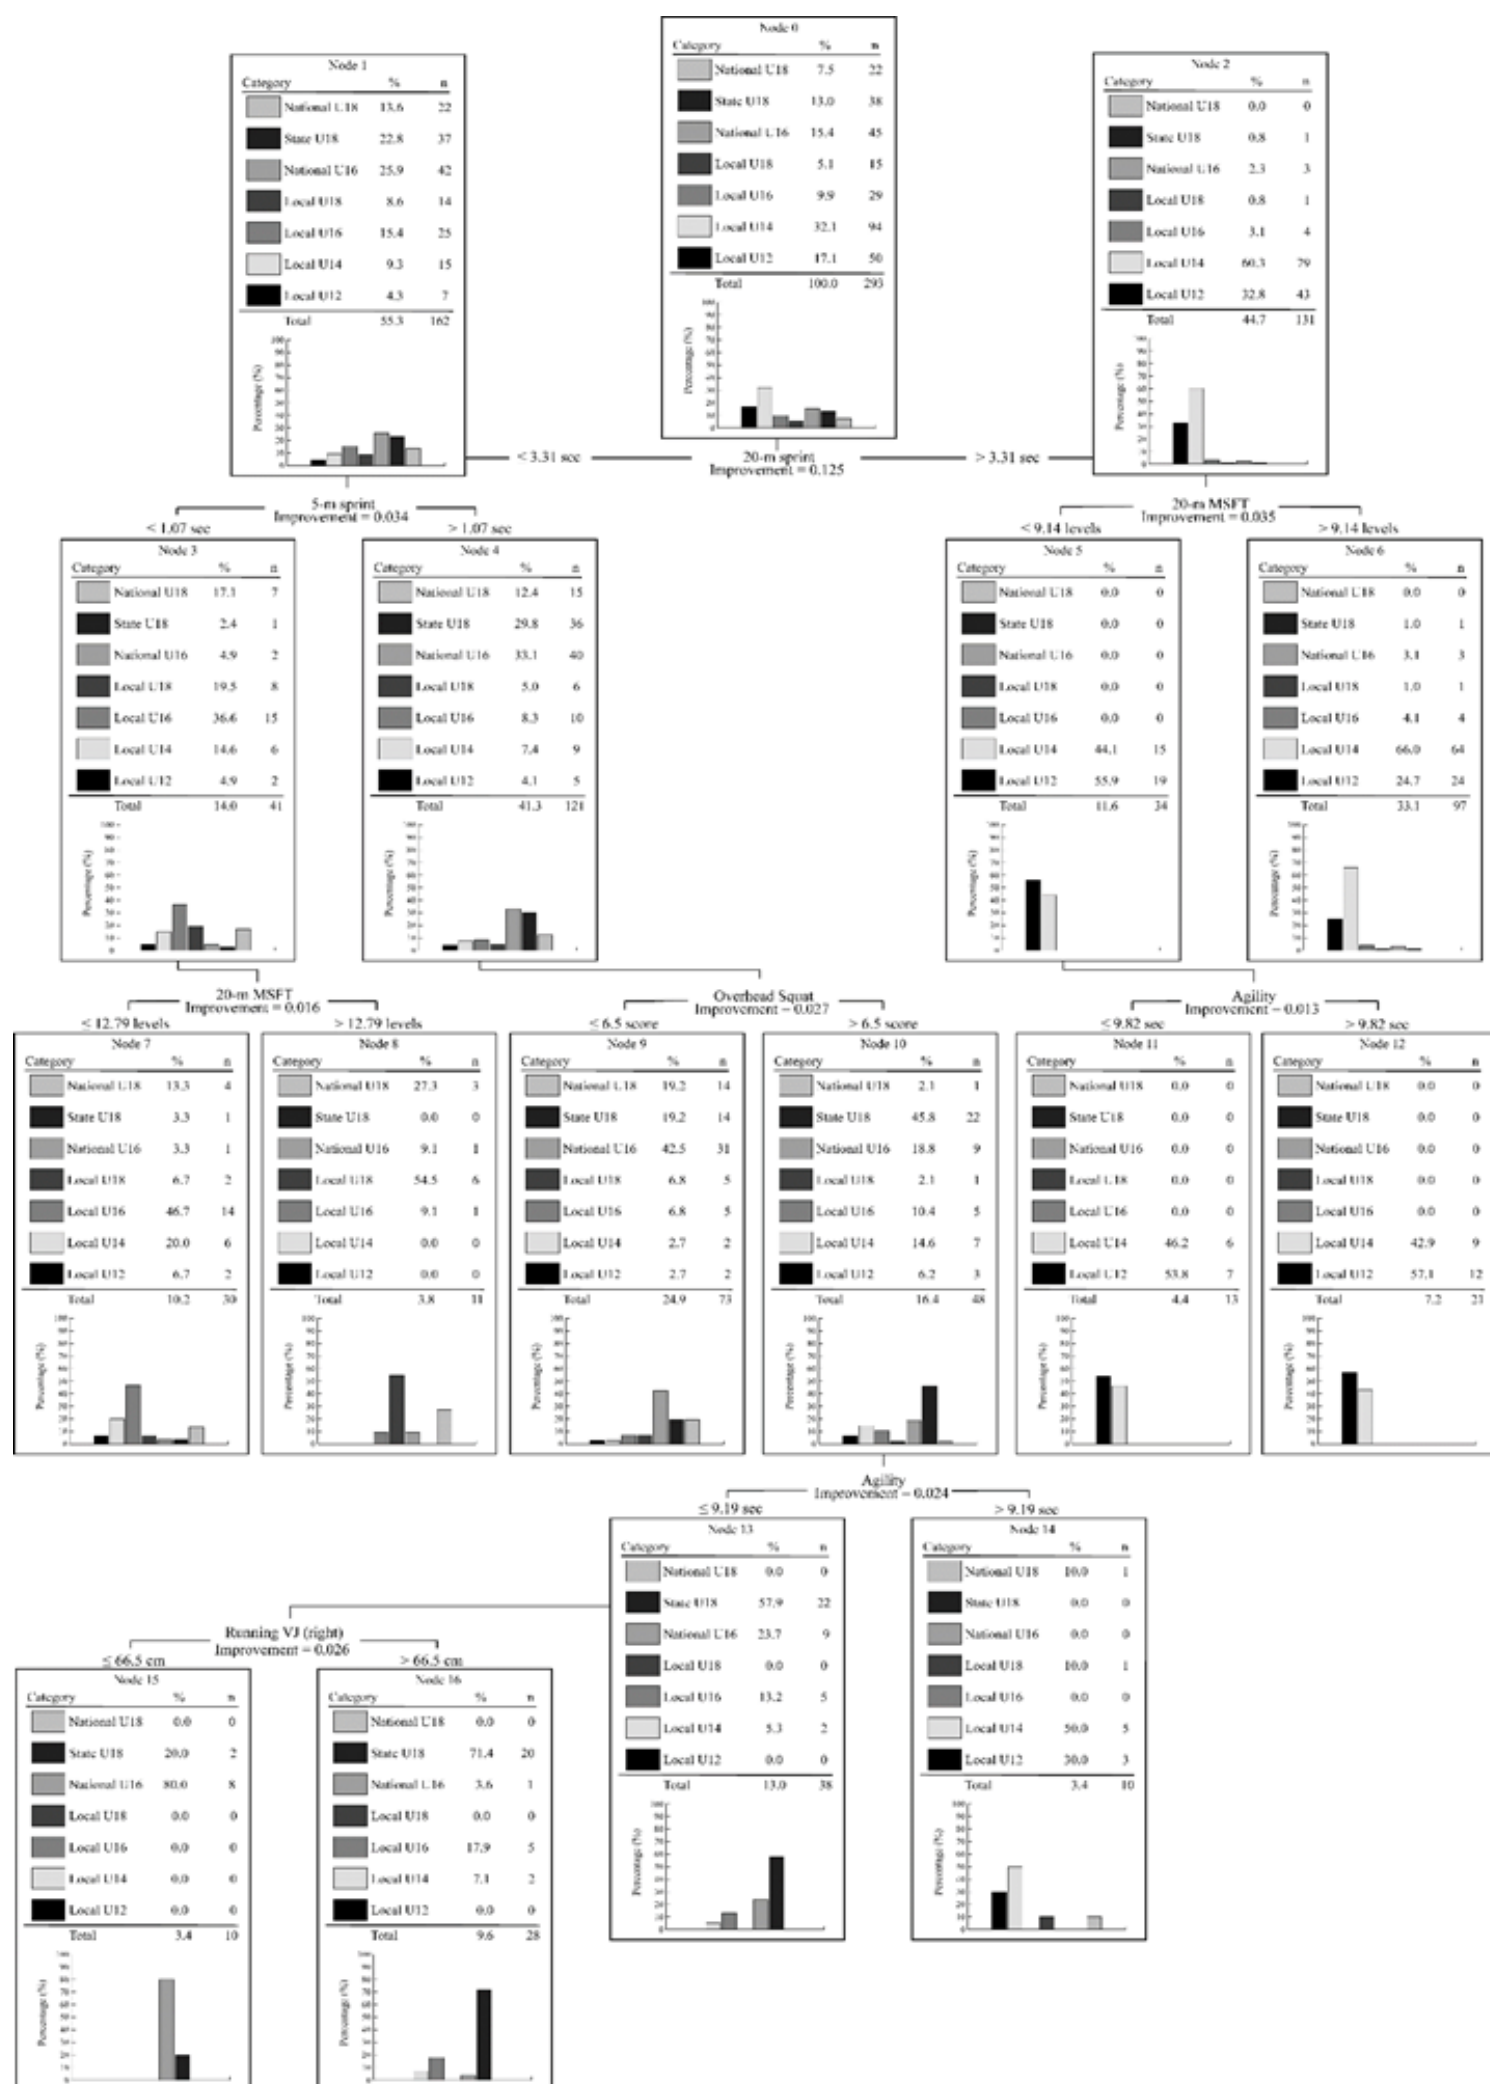 Node 0
Category % n
National U18 7.5 22
State U18 13.0 38
National U16 15.4 45
Local U18 5.1 15
Local U16 9.9 29
Local U14 32.1 94
Local U12 17.1 50
Total 100.0 293
Percentage (%)
Node 1
Category % n
National U18 13.6 22
State U18 22.8 37
National U16 25.9 42
Local U18 8.6 14
Local U16 15.4 25
Local U14 9.3 15
Local U12 4.3 7
Total 55.3 162
Percentage (%)
Node 2
Category % n
National U18 0.0 0
State U18 0.8 1
National U16 2.3 3
Local U18 0.8 1
Local U16 3.1 4
Local U14 60.3 79
Local U12 32.8 43
Total 44.7 131
Percentage (%)
≤ 3.31 sec
20-m sprint
Improvement = 0.125
> 3.31 sec
5-m sprint
Improvement = 0.034
≤ 1.07 sec
> 1.07 sec
20-m MSFT
Improvement = 0.035
≤ 9.14 levels
> 9.14 levels
Node 3
Category % n
National U18 17.1 7
State U18 2.4 1
National U16 4.9 2
Local U18 19.5 8
Local U16 36.6 15
Local U14 14.6 6
Local U12 4.9 2
Total 14.0 41
Percentage (%)
Node 4
Category % n
National U18 12.4 15
State U18 29.8 36
National U16 33.1 40
Local U18 5.0 6
Local U16 8.3 10
Local U14 7.4 9
Local U12 4.1 5
Total 41.3 121
Percentage (%)
Node 5
Category % n
National U18 0.0 0
State U18 0.0 0
National U16 0.0 0
Local U18 0.0 0
Local U16 0.0 0
Local U14 44.1 15
Local U12 55.9 19
Total 11.6 34
Percentage (%)
Node 6
Category % n
National U18 0.0 0
State U18 1.0 1
National U16 3.1 3
Local U18 1.0 1
Local U16 4.1 4
Local U14 66.0 64
Local U12 24.7 24
Total 33.1 97
Percentage (%)
20-m MSFT
Improvement = 0.016
≤ 12.79 levels
> 12.79 levels
Overhead Squat
Improvement = 0.027
≤ 6.5 score
> 6.5 score
Agility
Improvement = 0.013
≤ 9.82 sec
> 9.82 sec
Node 7
Category % n
National U18 13.3 4
State U18 3.3 1
National U16 3.3 1
Local U18 6.7 2
Local U16 46.7 14
Local U14 20.0 6
Local U12 6.7 2
Total 10.2 30
Percentage (%)
Node 8
Category % n
National U18 27.3 3
State U18 0.0 0
National U16 9.1 1
Local U18 54.5 6
Local U16 9.1 1
Local U14 0.0 0
Local U12 0.0 0
Total 3.8 11
Percentage (%)
Node 9
Category % n
National U18 19.2 14
State U18 19.2 14
National U16 42.5 31
Local U18 6.8 5
Local U16 6.8 5
Local U14 2.7 2
Local U12 2.7 2
Total 24.9 73
Percentage (%)
Node 10
Category % n
National U18 2.1 1
State U18 45.8 22
National U16 18.8 9
Local U18 2.1 1
Local U16 10.4 5
Local U14 14.6 7
Local U12 6.2 3
Total 16.4 48
Percentage (%)
Node 11
Category % n
National U18 0.0 0
State U18 0.0 0
National U16 0.0 0
Local U18 0.0 0
Local U16 0.0 0
Local U14 46.2 6
Local U12 53.8 7
Total 4.4 13
Percentage (%)
Node 12
Category % n
National U18 0.0 0
State U18 0.0 0
National U16 0.0 0
Local U18 0.0 0
Local U16 0.0 0
Local U14 42.9 9
Local U12 57.1 12
Total 7.2 21
Percentage (%)
Agility
Improvement = 0.024
≤ 9.19 sec
> 9.19 sec
Node 13
Category % n
National U18 0.0 0
State U18 57.9 22
National U16 23.7 9
Local U18 0.0 0
Local U16 13.2 5
Local U14 5.3 2
Local U12 0.0 0
Total 13.0 38
Percentage (%)
Node 14
Category % n
National U18 10.0 1
State U18 0.0 0
National U16 0.0 0
Local U18 10.0 1
Local U16 0.0 0
Local U14 50.0 5
Local U12 30.0 3
Total 3.4 10
Percentage (%)
Running VJ (right)
Improvement = 0.026
≤ 66.5 cm
> 66.5 cm
Node 15
Category % n
National U18 0.0 0
State U18 20.0 2
National U16 80.0 8
Local U18 0.0 0
Local U16 0.0 0
Local U14 0.0 0
Local U12 0.0 0
Total 3.4 10
Percentage (%)
Node 16
Category % n
National U18 0.0 0
State U18 71.4 20
National U16 3.6 1
Local U18 0.0 0
Local U16 17.9 5
Local U14 7.1 2
Local U12 0.0 0
Total 9.6 28
Percentage (%)